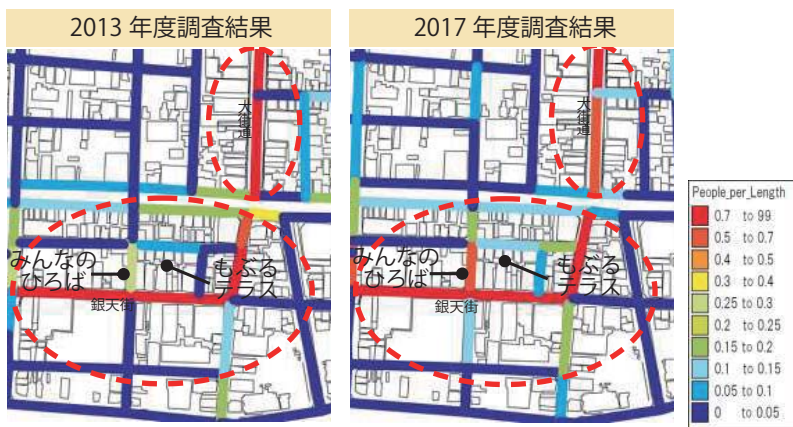 2013 年度調査結果
大街道
みんなの
ひろば
もぶる
テラス
銀天街
2017 年度調査結果
大街道
みんなの
ひろば
もぶる
テラス
銀天街
People_per_Length
0.7 to 99
0.5 to 0.7
0.4 to 0.5
0.3 to 0.4
0.25 to 0.3
0.2 to 0.25
0.15 to 0.2
0.1 to 0.15
0.05 to 0.1
0 to 0.05